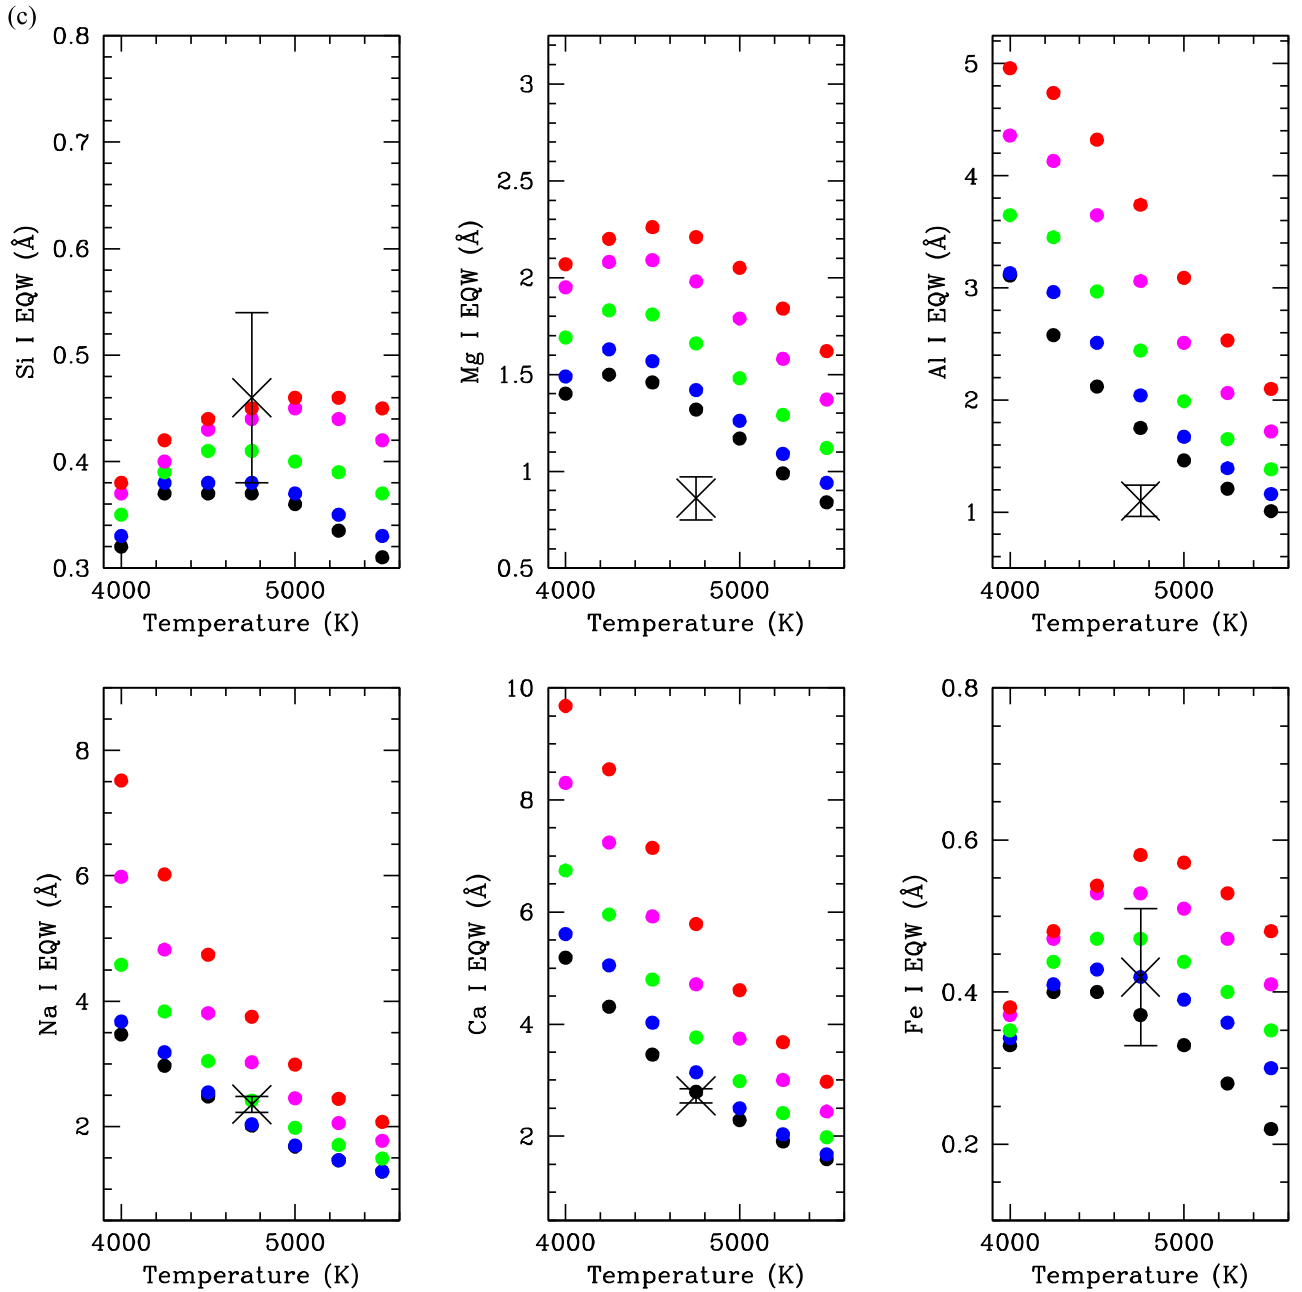 (c)
0.8
0.7
0.6
0.5
0.4
0.3
Si I EQW (Å)
4000 5000
Temperature (K)
3
2.5
2
1.5
1
0.5
Mg I EQW (Å)
4000 5000
Temperature (K)
5
4
3
2
1
Al I EQW (Å)
4000 5000
Temperature (K)
8
6
4
2
Na I EQW (Å)
4000 5000
Temperature (K)
10
8
6
4
2
Ca I EQW (Å)
4000 5000
Temperature (K)
0.8
0.6
0.4
0.2
Fe I EQW (Å)
4000 5000
Temperature (K)